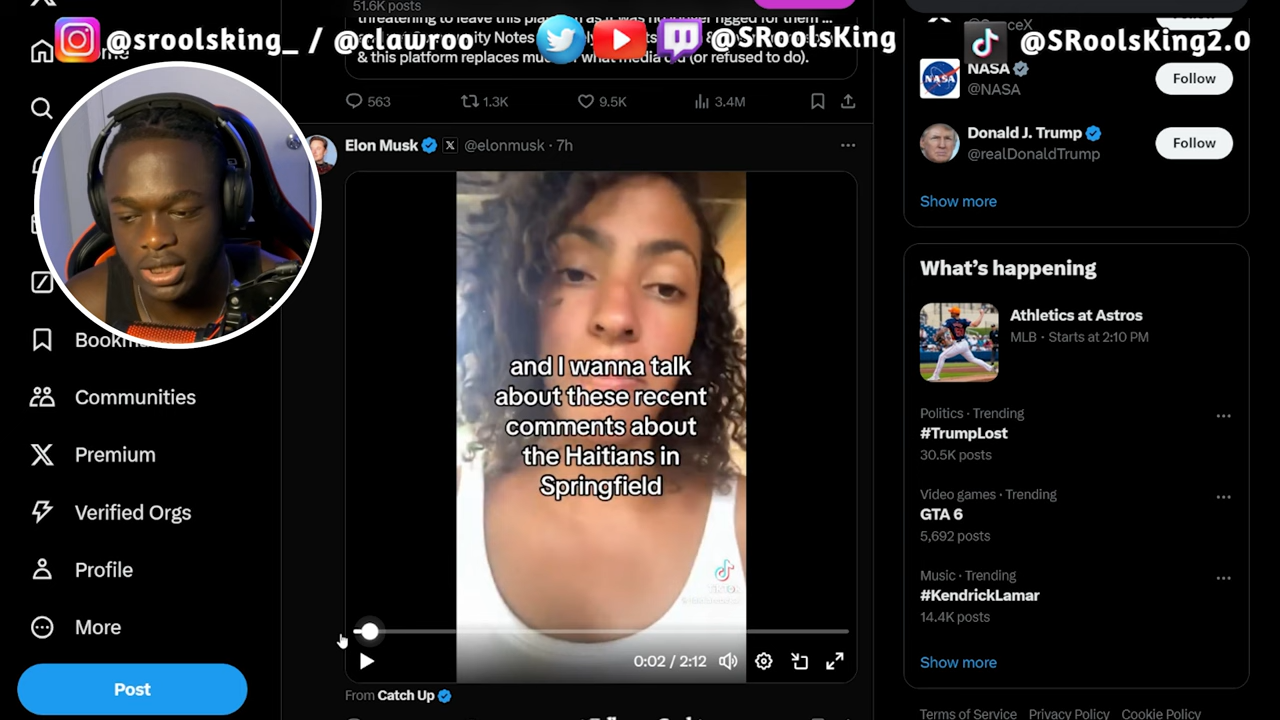 51.6K posts
threatening to leave this platform as it was no longer rigged for them ...
& this platform replaces much of what media did (or refused to do).
@sroolsking_ / @clawroo
@SRoolsKing
@SRoolsKing2.0
563
1.3K
9.5K
3.4M
Elon Musk X @elonmusk · 7h
and I wanna talk
about these recent
comments about
the Haitians in
Springfield
0:02 / 2:12
From Catch Up
Communities
Premium
Verified Orgs
Profile
More
Post
NASA
@NASA
Follow
Donald J. Trump
@realDonaldTrump
Follow
Show more
What's happening
Athletics at Astros
MLB · Starts at 2:10 PM
Politics · Trending
#TrumpLost
30.5K posts
Video games · Trending
GTA 6
5,692 posts
Music · Trending
#KendrickLamar
14.4K posts
Show more
Terms of Service Privacy Policy Cookie Policy